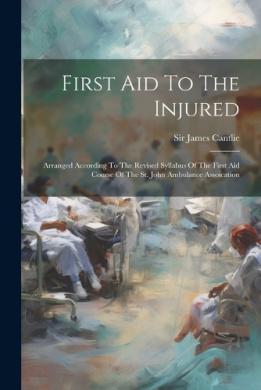 First Aid To The
Injured
Sir James Cantlie
Arranged According To The Revised Syllabus Of The First Aid
Course Of The St. John Ambulance Assoication